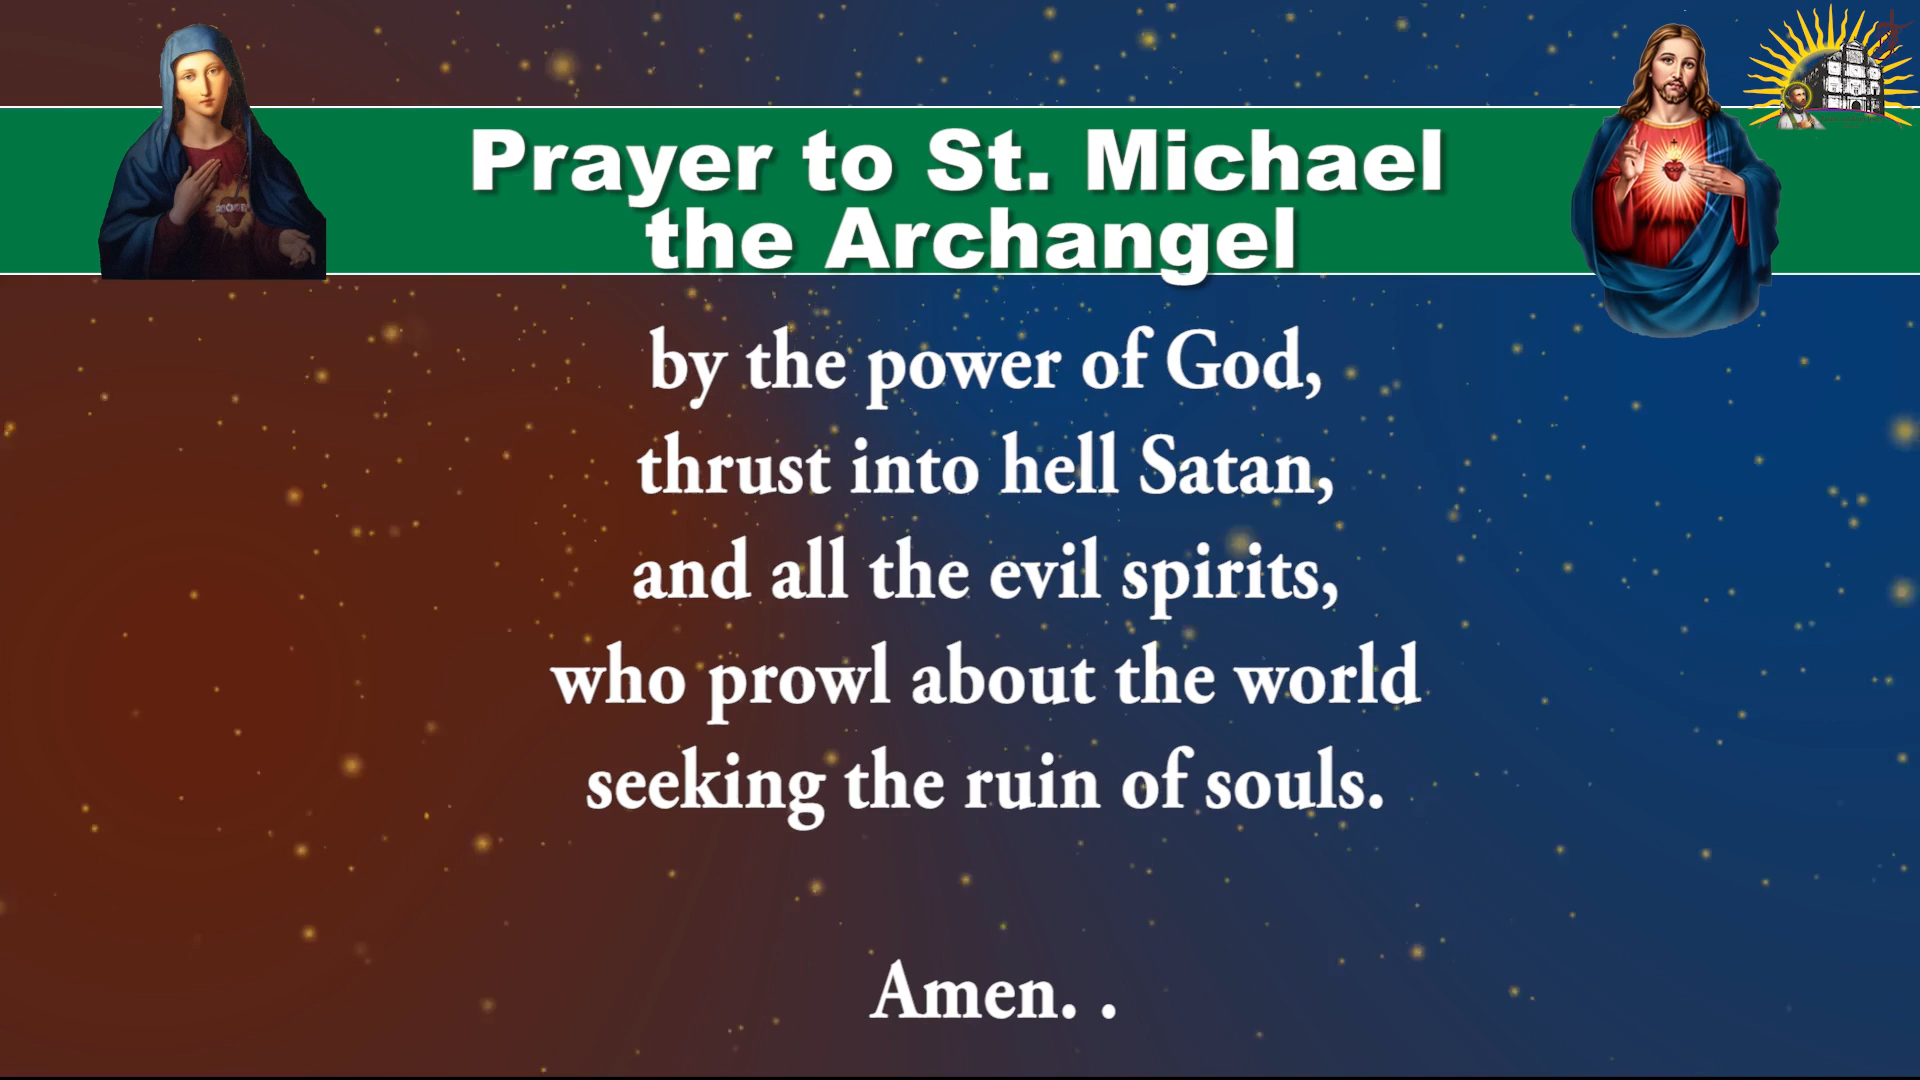 Prayer to St. Michael
the Archangel
by the power of God,
thrust into hell Satan,
and all the evil spirits,
who prowl about the world
seeking the ruin of souls.
Amen. .